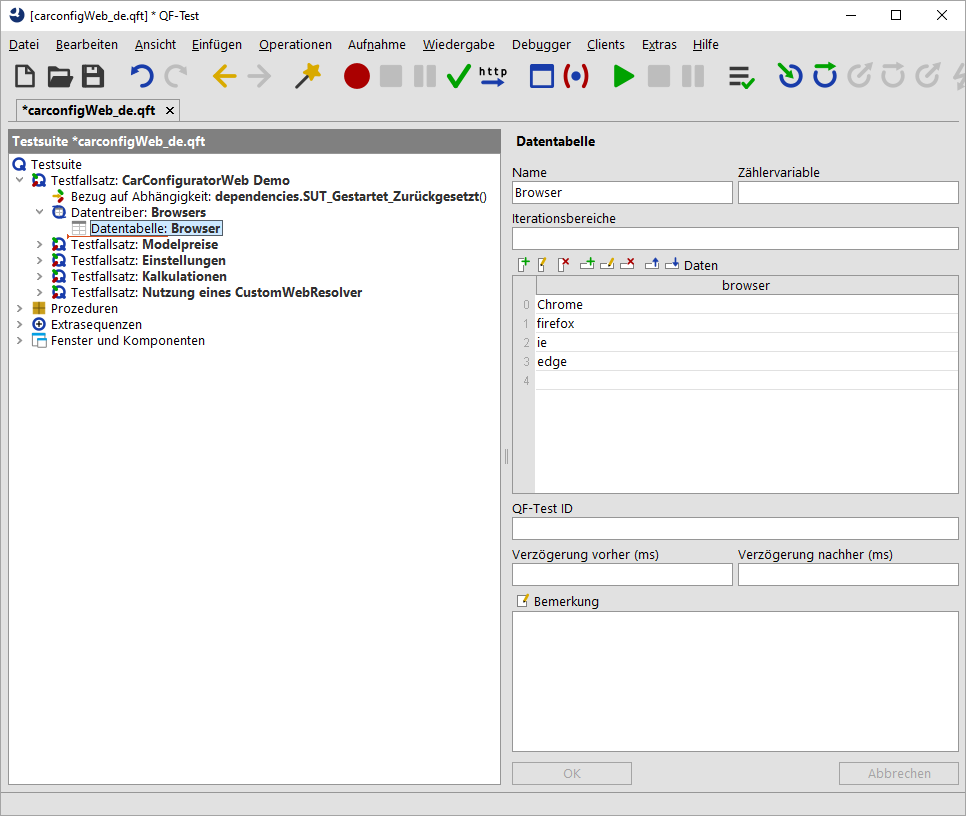 [carconfigWeb_de.qft] * QF-Test
Datei Bearbeiten Ansicht Einfügen Operationen Aufnahme Wiedergabe Debugger Clients Extras Hilfe
http
*carconfigWeb_de.qft
Testsuite *carconfigWeb_de.qft
Testsuite
Testfallsatz: CarConfiguratorWeb Demo
Bezug auf Abhängigkeit: dependencies.SUT_Gestartet_Zurückgesetzt()
Datentreiber: Browsers
Datentabelle: Browser
Testfallsatz: Modelpreise
Testfallsatz: Einstellungen
Testfallsatz: Kalkulationen
Testfallsatz: Nutzung eines CustomWebResolver
Prozeduren
Extrasequenzen
Fenster und Komponenten
Datentabelle
Name Zählervariable
Browser
Iterationsbereiche
Daten
browser
0 Chrome
1 firefox
2 ie
3 edge
4
QF-Test ID
Verzögerung vorher (ms) Verzögerung nachher (ms)
Bemerkung
OK Abbrechen